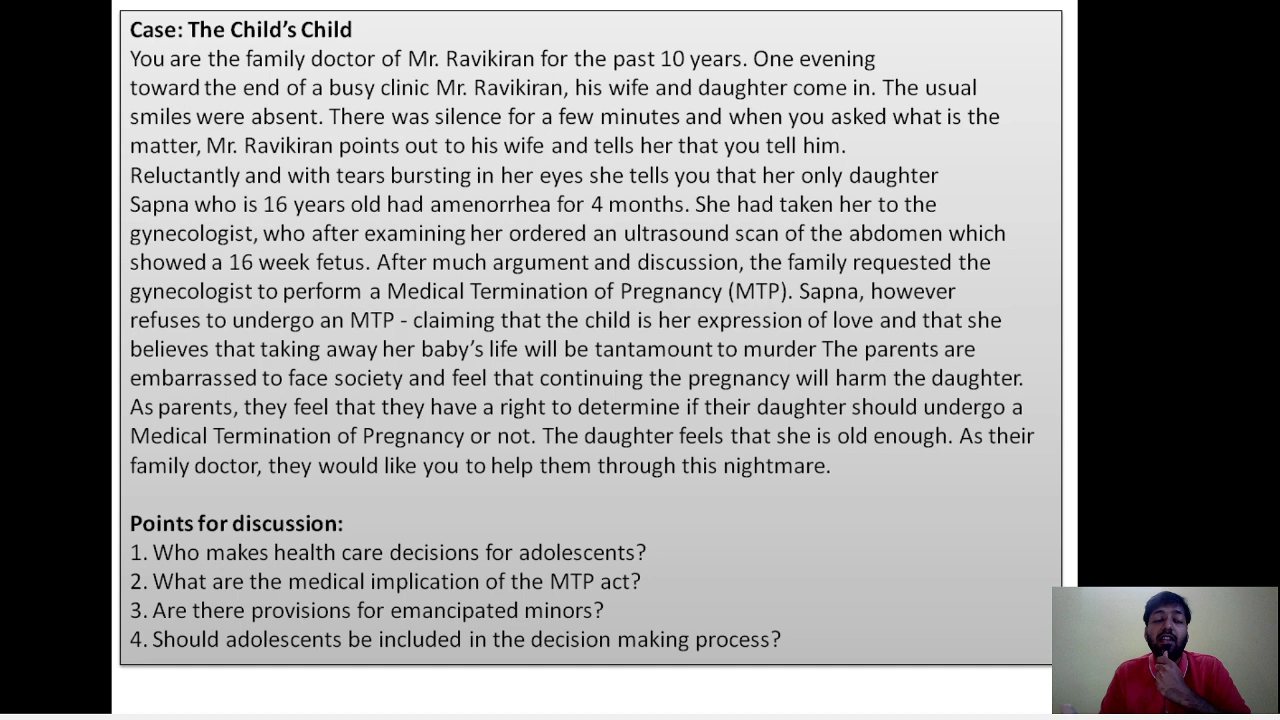 Case: The Child's Child
You are the family doctor of Mr. Ravikiran for the past 10 years. One evening
toward the end of a busy clinic Mr. Ravikiran, his wife and daughter come in. The usual
smiles were absent. There was silence for a few minutes and when you asked what is the
matter, Mr. Ravikiran points out to his wife and tells her that you tell him.
Reluctantly and with tears bursting in her eyes she tells you that her only daughter
Sapna who is 16 years old had amenorrhea for 4 months. She had taken her to the
gynecologist, who after examining her ordered an ultrasound scan of the abdomen which
showed a 16 week fetus. After much argument and discussion, the family requested the
gynecologist to perform a Medical Termination of Pregnancy (MTP). Sapna, however
refuses to undergo an MTP - claiming that the child is her expression of love and that she
believes that taking away her baby's life will be tantamount to murder The parents are
embarrassed to face society and feel that continuing the pregnancy will harm the daughter.
As parents, they feel that they have a right to determine if their daughter should undergo a
Medical Termination of Pregnancy or not. The daughter feels that she is old enough. As their
family doctor, they would like you to help them through this nightmare.
Points for discussion:
1. Who makes health care decisions for adolescents?
2. What are the medical implication of the MTP act?
3. Are there provisions for emancipated minors?
4. Should adolescents be included in the decision making process?